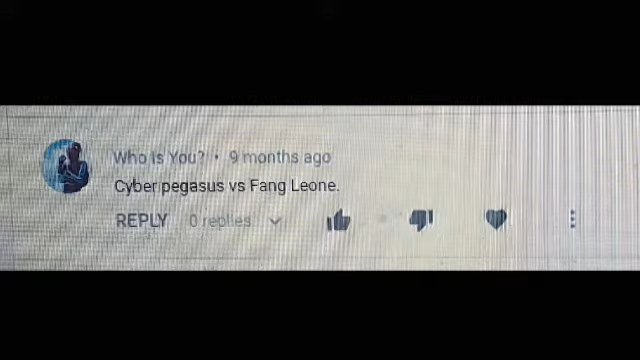 Who Is You? • 9 months ago
Cyber pegasus vs Fang Leone.
REPLY 0 replies